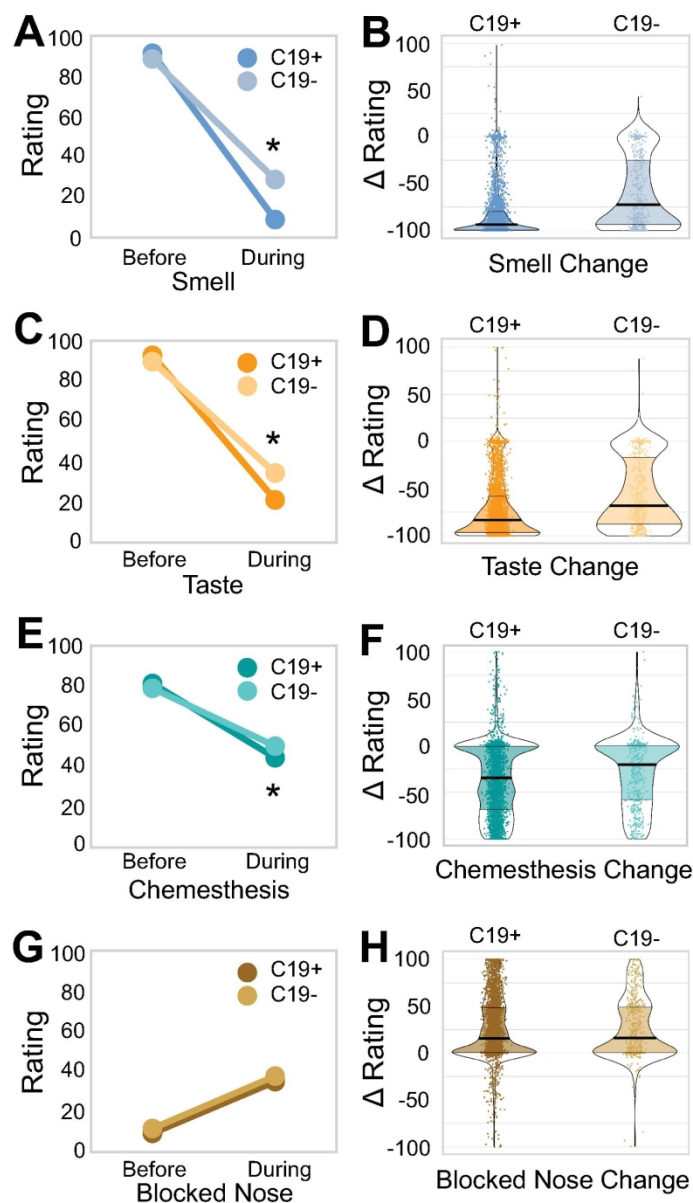 A
100
80
60
40
20
0
Rating
C19+
C19-
*
Before During
Smell
B
C19+ C19-
100
50
0
-50
-100
Δ Rating
Smell Change
C
100
80
60
40
20
0
Rating
C19+
C19-
*
Before During
Taste
D
C19+ C19-
100
50
0
-50
-100
Δ Rating
Taste Change
E
100
80
60
40
20
0
Rating
C19+
C19-
*
Before During
Chemesthesis
F
C19+ C19-
100
50
0
-50
-100
Δ Rating
Chemesthesis Change
G
100
80
60
40
20
0
Rating
C19+
C19-
Before During
Blocked Nose
H
C19+ C19-
100
50
0
-50
-100
Δ Rating
Blocked Nose Change